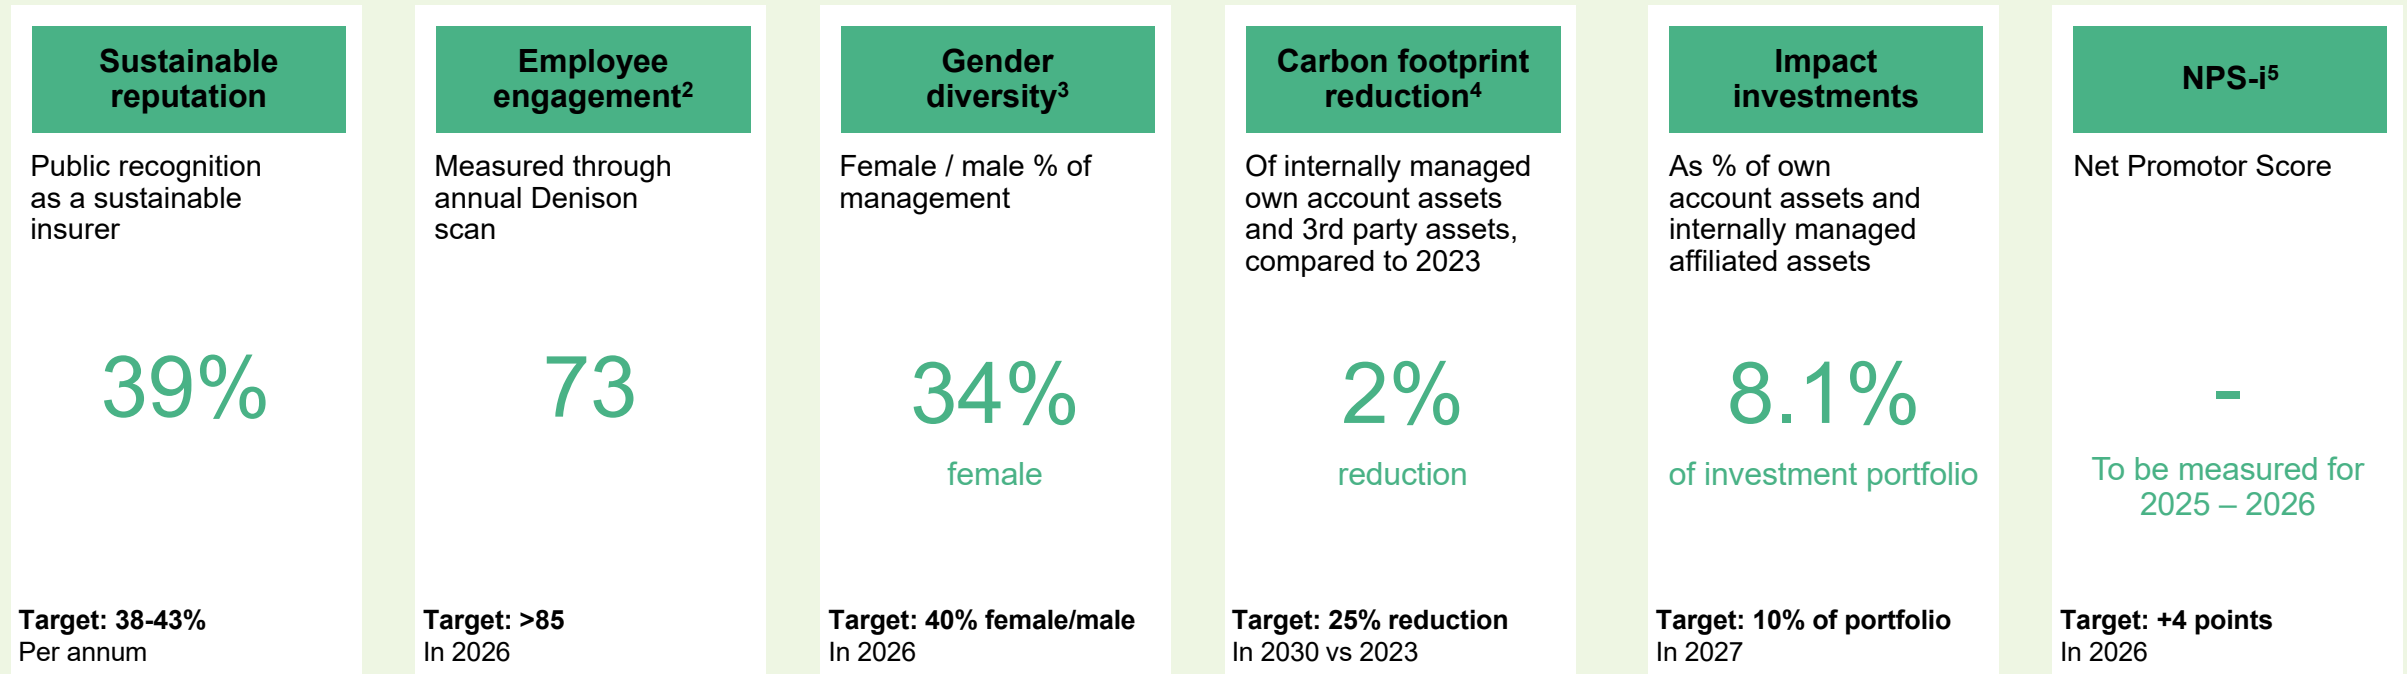 Sustainable
reputation
Public recognition
as a sustainable
insurer
39%
Target: 38-43%
Per annum
Employee
engagement²
Measured through
annual Denison
scan
73
Target: >85
In 2026
Gender
diversity³
Female / male % of
management
34%
female
Target: 40% female/male
In 2026
Carbon footprint
reduction⁴
Of internally managed
own account assets
and 3rd party assets,
compared to 2023
2%
reduction
Target: 25% reduction
In 2030 vs 2023
Impact
investments
As % of own
account assets and
internally managed
affiliated assets
8.1%
of investment portfolio
Target: 10% of portfolio
In 2027
NPS-i⁵
Net Promotor Score
-
To be measured for
2025 – 2026
Target: +4 points
In 2026